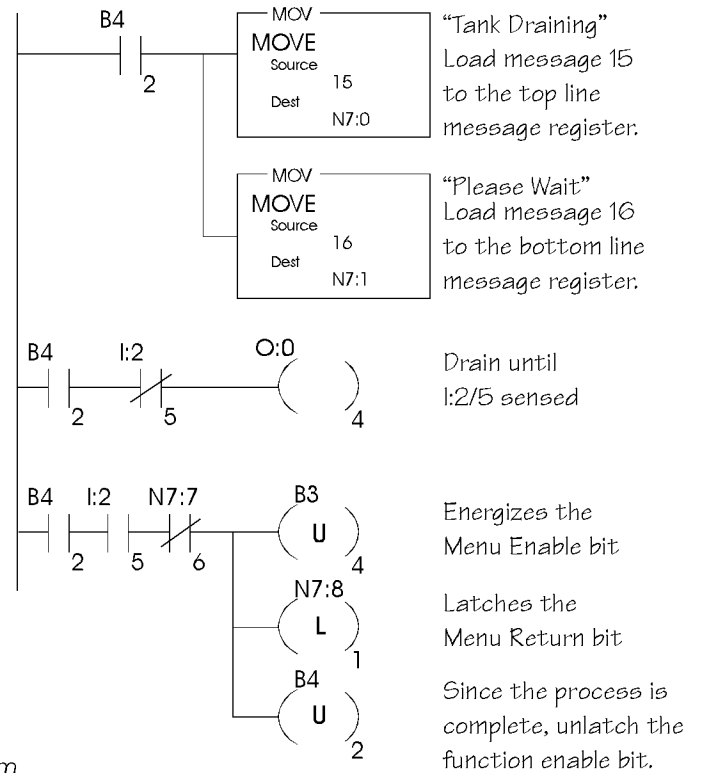 B4
2
MOV
MOVE
Source
15
Dest
N7:0
"Tank Draining"
Load message 15
to the top line
message register.
MOV
MOVE
Source
16
Dest
N7:1
"Please Wait"
Load message 16
to the bottom line
message register.
B4 I:2 O:0
2 5 4
Drain until
I:2/5 sensed
B4 I:2 N7:7 B3
U
2 5 6 4
Energizes the
Menu Enable bit
N7:8
L
1
Latches the
Menu Return bit
B4
U
2
Since the process is
complete, unlatch the
function enable bit.